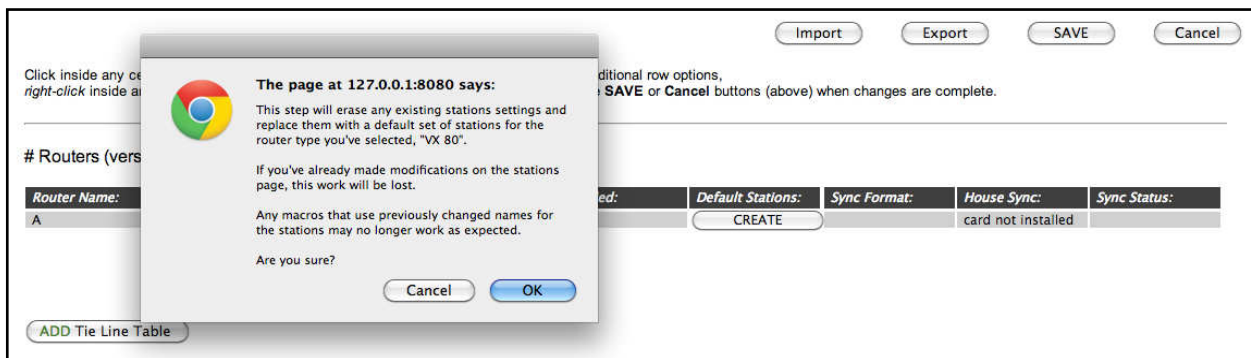 Import Export SAVE Cancel
Click inside any ce ditional row options,
right-click inside a SAVE or Cancel buttons (above) when changes are complete.
The page at 127.0.0.1:8080 says:
This step will erase any existing stations settings and
replace them with a default set of stations for the
router type you've selected, "VX 80".
If you've already made modifications on the stations
page, this work will be lost.
Any macros that use previously changed names for
the stations may no longer work as expected.
Are you sure?
Cancel OK
# Routers (vers
Router Name: ed: Default Stations: Sync Format: House Sync: Sync Status:
A CREATE card not installed
ADD Tie Line Table